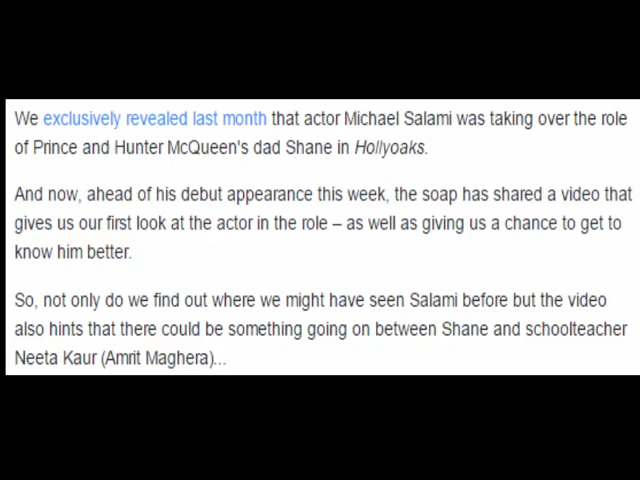 We exclusively revealed last month that actor Michael Salami was taking over the role
of Prince and Hunter McQueen's dad Shane in Hollyoaks.
And now, ahead of his debut appearance this week, the soap has shared a video that
gives us our first look at the actor in the role – as well as giving us a chance to get to
know him better.
So, not only do we find out where we might have seen Salami before but the video
also hints that there could be something going on between Shane and schoolteacher
Neeta Kaur (Amrit Maghera)...